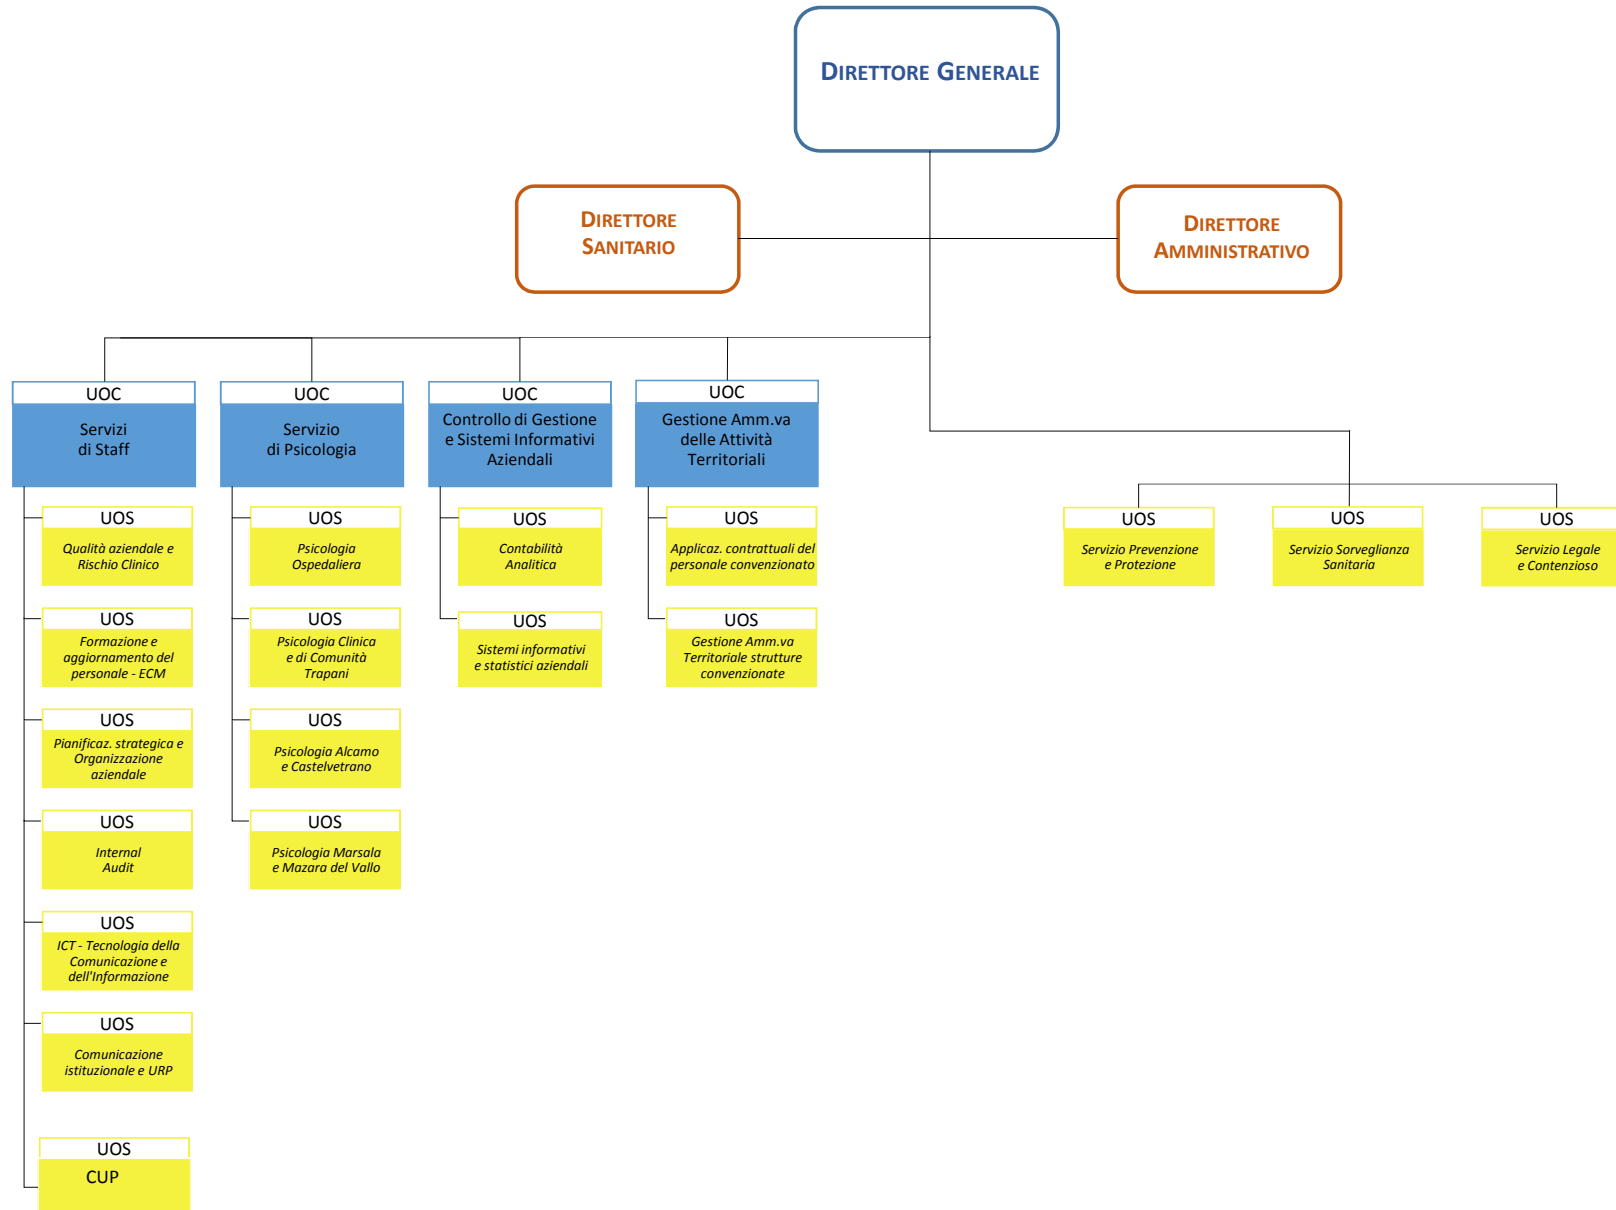 DIRETTORE GENERALE
DIRETTORE
SANITARIO
DIRETTORE
AMMINISTRATIVO
UOC
Servizi
di Staff
UOC
Servizio
di Psicologia
UOC
Controllo di Gestione
e Sistemi Informativi
Aziendali
UOC
Gestione Amm.va
delle Attività
Territoriali
UOS
Qualità aziendale e
Rischio Clinico
UOS
Formazione e
aggiornamento del
personale - ECM
UOS
Pianificaz. strategica e
Organizzazione
aziendale
UOS
Internal
Audit
UOS
ICT - Tecnologia della
Comunicazione e
dell'Informazione
UOS
Comunicazione
istituzionale e URP
UOS
CUP
UOS
Psicologia
Ospedaliera
UOS
Psicologia Clinica
e di Comunità
Trapani
UOS
Psicologia Alcamo
e Castelvetrano
UOS
Psicologia Marsala
e Mazara del Vallo
UOS
Contabilità
Analitica
UOS
Sistemi informativi
e statistici aziendali
UOS
Applicaz. contrattuali del
personale convenzionato
UOS
Gestione Amm.va
Territoriale strutture
convenzionate
UOS
Servizio Prevenzione
e Protezione
UOS
Servizio Sorveglianza
Sanitaria
UOS
Servizio Legale
e Contenzioso